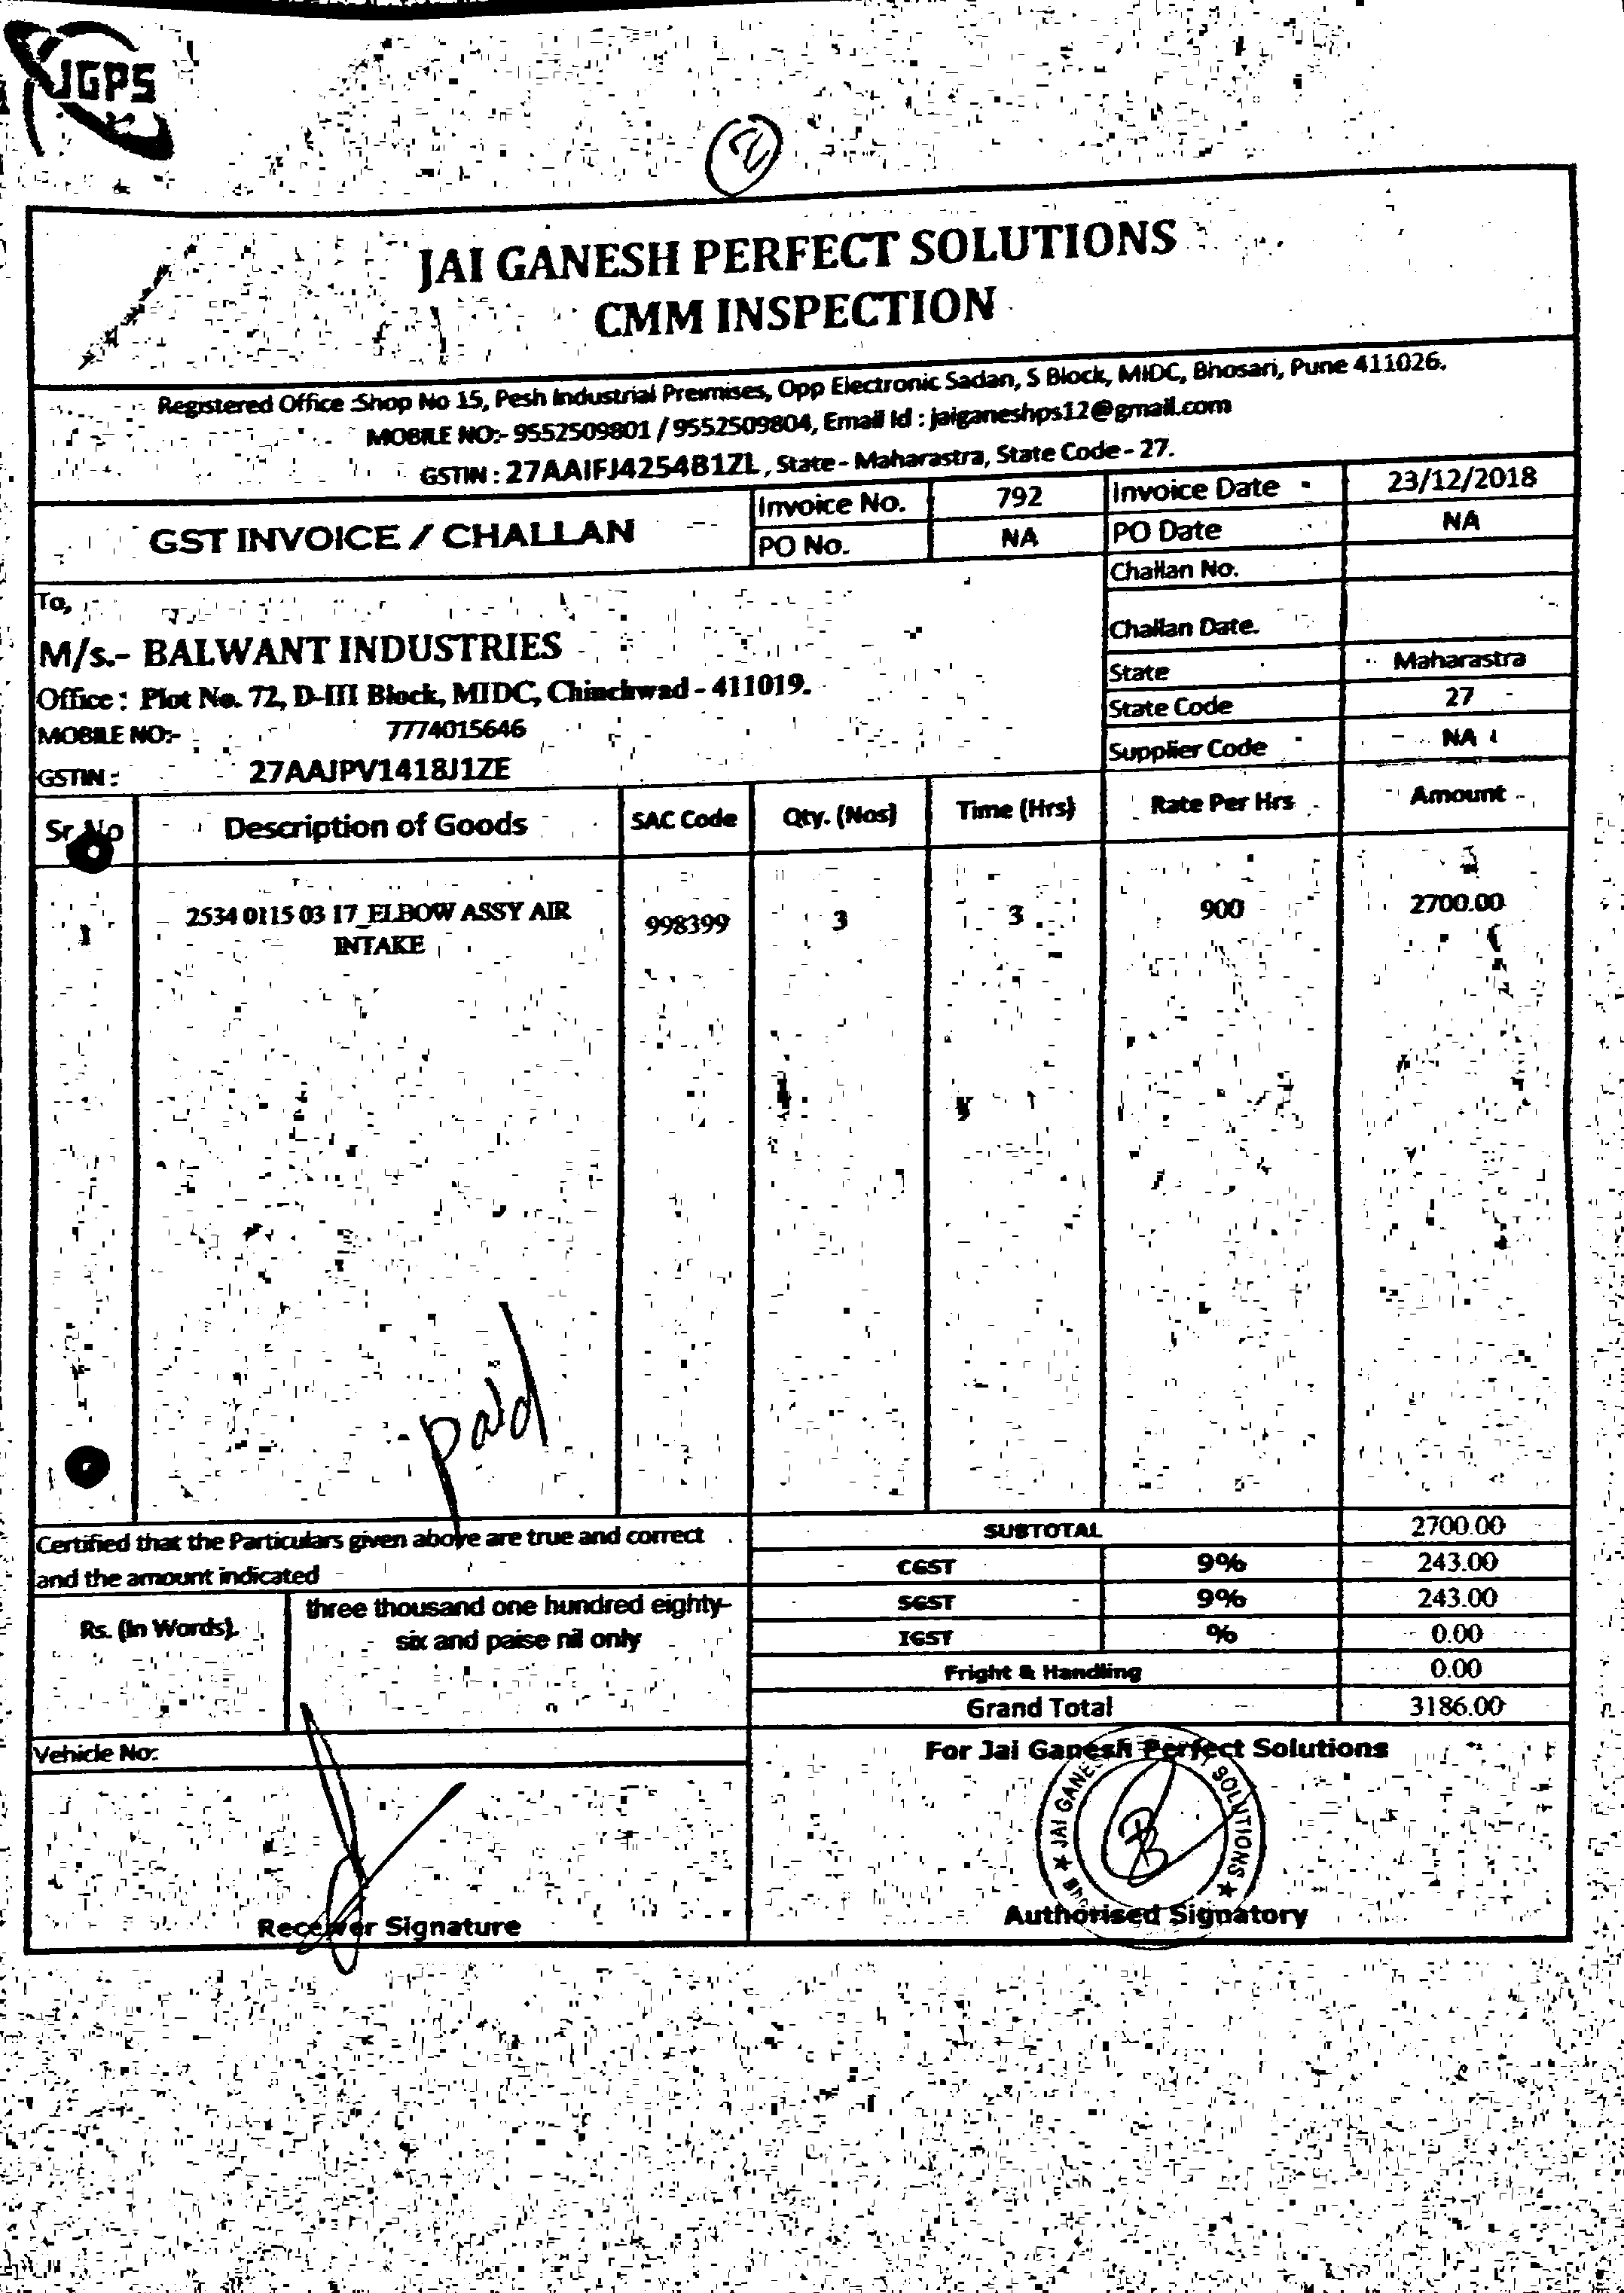 JGPS
2
JAI GANESH PERFECT SOLUTIONS
CMM INSPECTION
Registered Office :Shop No 15, Pesh Industrial Preimises, Opp Electronic Sadan, S Block, MIDC, Bhosari, Pune 411026.
MOBILE NO:- 9552509801 / 9552509804, Email Id : jaiganeshps12@gmail.com
GSTIN : 27AAIFJ4254B1ZL , State - Maharastra, State Code - 27.
GST INVOICE / CHALLAN
Invoice No. 792 Invoice Date 23/12/2018
PO No. NA PO Date NA
Challan No.
To,
Challan Date.
M/s.- BALWANT INDUSTRIES
State Maharastra
Office : Plot No. 72, D-III Block, MIDC, Chinchwad - 411019.
State Code 27
MOBILE NO:- 7774015646
Supplier Code NA
GSTIN : 27AAJPV1418J1ZE
Sr No Description of Goods SAC Code Qty. (Nos) Time (Hrs) Rate Per Hrs Amount
1 2534 0115 03 17_ELBOW ASSY AIR INTAKE 998399 3 3 900 2700.00
paid
Certified that the Particulars given above are true and correct
and the amount indicated
SUBTOTAL 2700.00
CGST 9% 243.00
Rs. (In Words). three thousand one hundred eighty-
six and paise nil only
SGST 9% 243.00
IGST % 0.00
Fright & Handling 0.00
Grand Total 3186.00
Vehicle No:
For Jai Ganesh Perfect Solutions
JAI GANES SOLUTIONS
Receiver Signature
Authorised Signatory